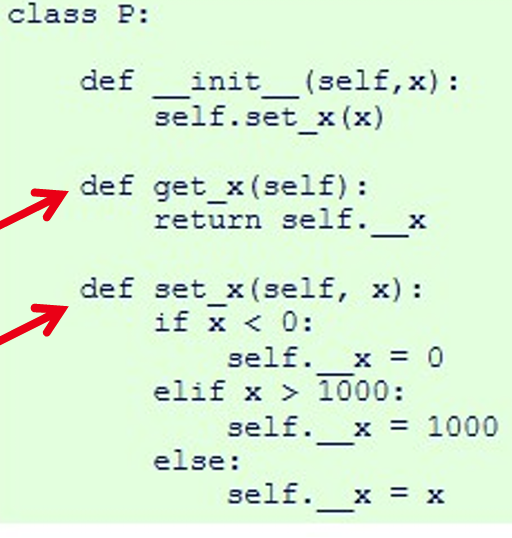 class P:
def __init__(self,x):
self.set_x(x)
def get_x(self):
return self.__x
def set_x(self, x):
if x < 0:
self.__x = 0
elif x > 1000:
self.__x = 1000
else:
self.__x = x